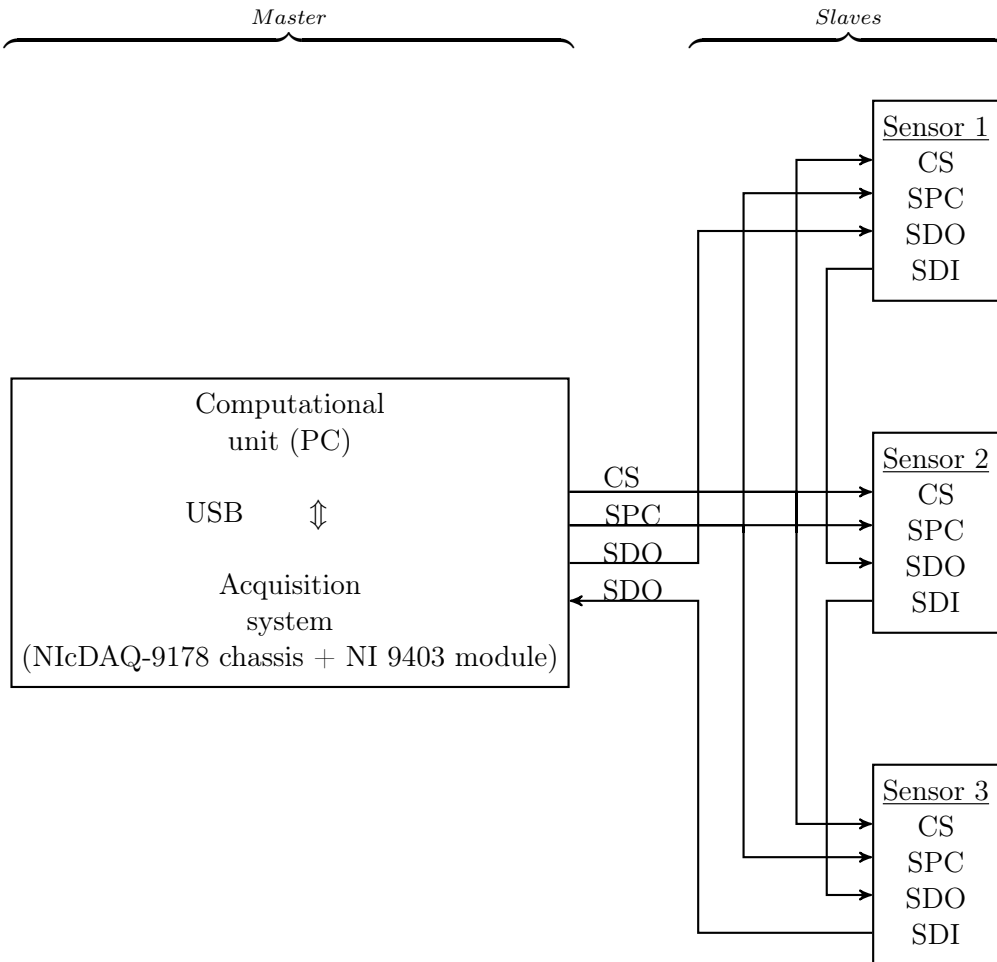 Master
Slaves
Sensor 1
CS
SPC
SDO
SDI
Computational
unit (PC)
USB ⇕
Acquisition
system
(NIcDAQ-9178 chassis + NI 9403 module)
CS
SPC
SDO
SDO
Sensor 2
CS
SPC
SDO
SDI
Sensor 3
CS
SPC
SDO
SDI